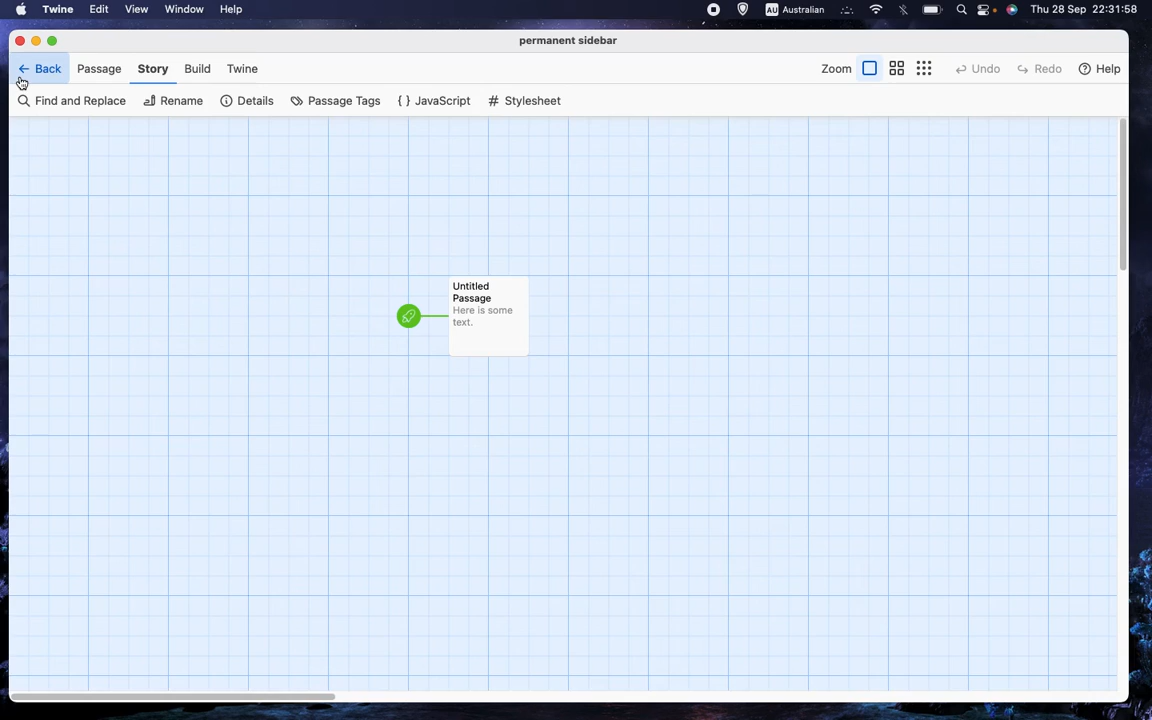 Twine Edit View Window Help AU Australian Thu 28 Sep 22:31:58
permanent sidebar
← Back Passage Story Build Twine Zoom Undo Redo Help
Find and Replace Rename Details Passage Tags { } JavaScript # Stylesheet
Untitled
Passage
Here is some
text.